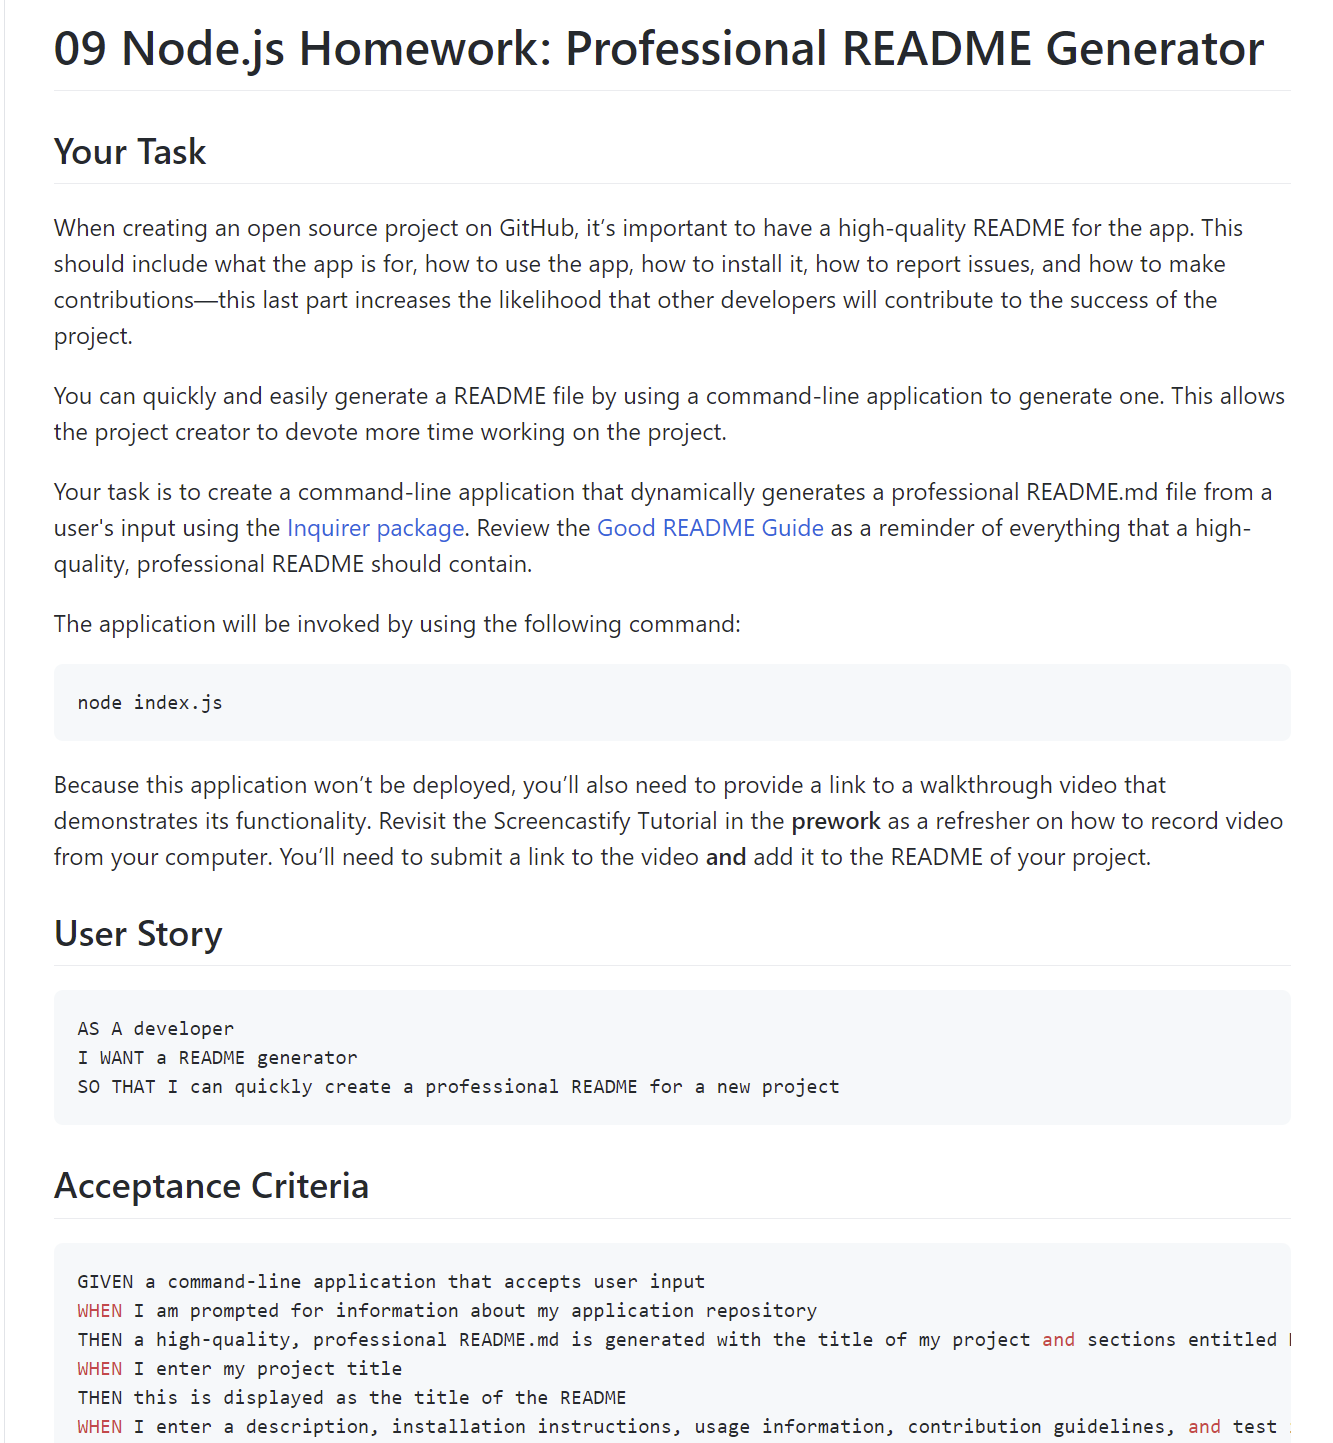 09 Node.js Homework: Professional README Generator
Your Task
When creating an open source project on GitHub, it’s important to have a high-quality README for the app. This
should include what the app is for, how to use the app, how to install it, how to report issues, and how to make
contributions—this last part increases the likelihood that other developers will contribute to the success of the
project.
You can quickly and easily generate a README file by using a command-line application to generate one. This allows
the project creator to devote more time working on the project.
Your task is to create a command-line application that dynamically generates a professional README.md file from a
user's input using the Inquirer package. Review the Good README Guide as a reminder of everything that a high-
quality, professional README should contain.
The application will be invoked by using the following command:
node index.js
Because this application won’t be deployed, you’ll also need to provide a link to a walkthrough video that
demonstrates its functionality. Revisit the Screencastify Tutorial in the prework as a refresher on how to record video
from your computer. You’ll need to submit a link to the video and add it to the README of your project.
User Story
AS A developer
I WANT a README generator
SO THAT I can quickly create a professional README for a new project
Acceptance Criteria
GIVEN a command-line application that accepts user input
WHEN I am prompted for information about my application repository
THEN a high-quality, professional README.md is generated with the title of my project and sections entitled
WHEN I enter my project title
THEN this is displayed as the title of the README
WHEN I enter a description, installation instructions, usage information, contribution guidelines, and test